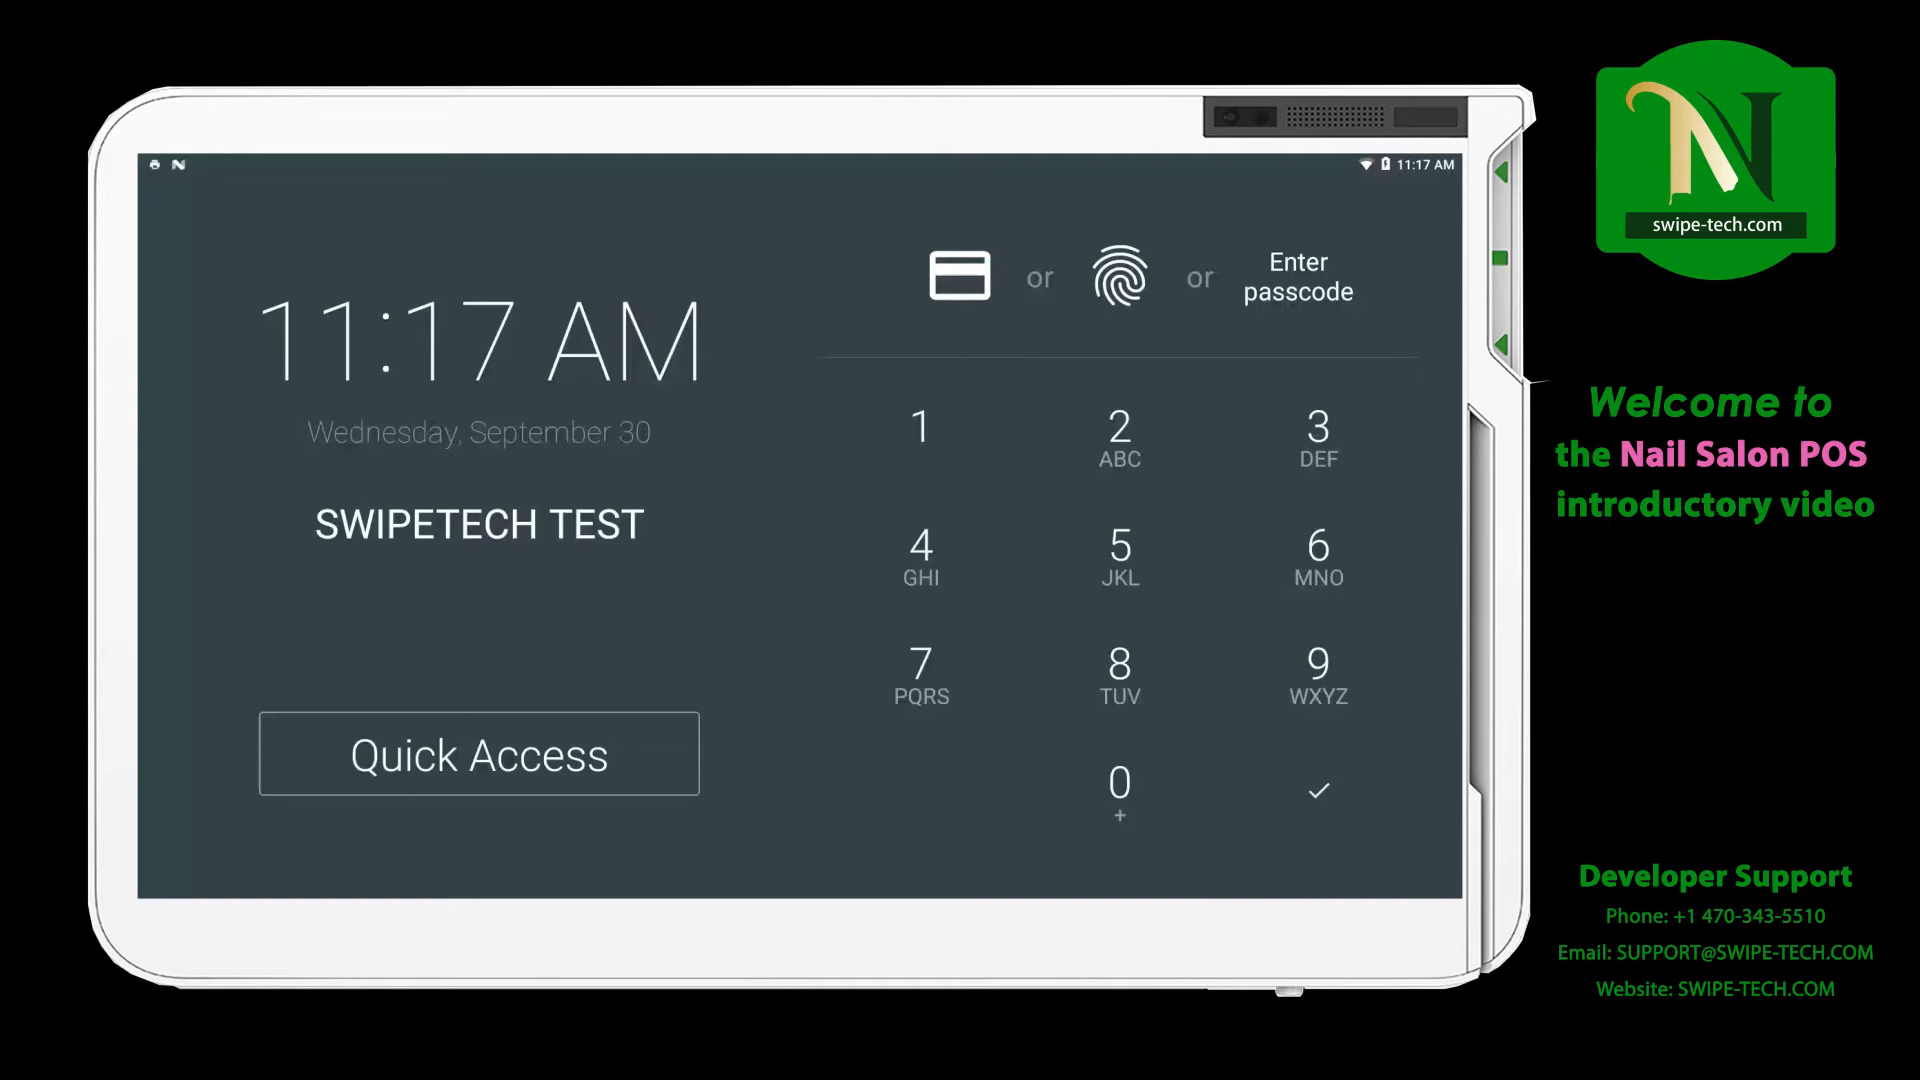 11:17 AM
11:17 AM
Wednesday, September 30
SWIPETECH TEST
Quick Access
or
or
Enter
passcode
1
2
ABC
3
DEF
4
GHI
5
JKL
6
MNO
7
PQRS
8
TUV
9
WXYZ
0
+
N
swipe-tech.com
Welcome to
the Nail Salon POS
introductory video
Developer Support
Phone: +1 470-343-5510
Email: SUPPORT@SWIPE-TECH.COM
Website: SWIPE-TECH.COM